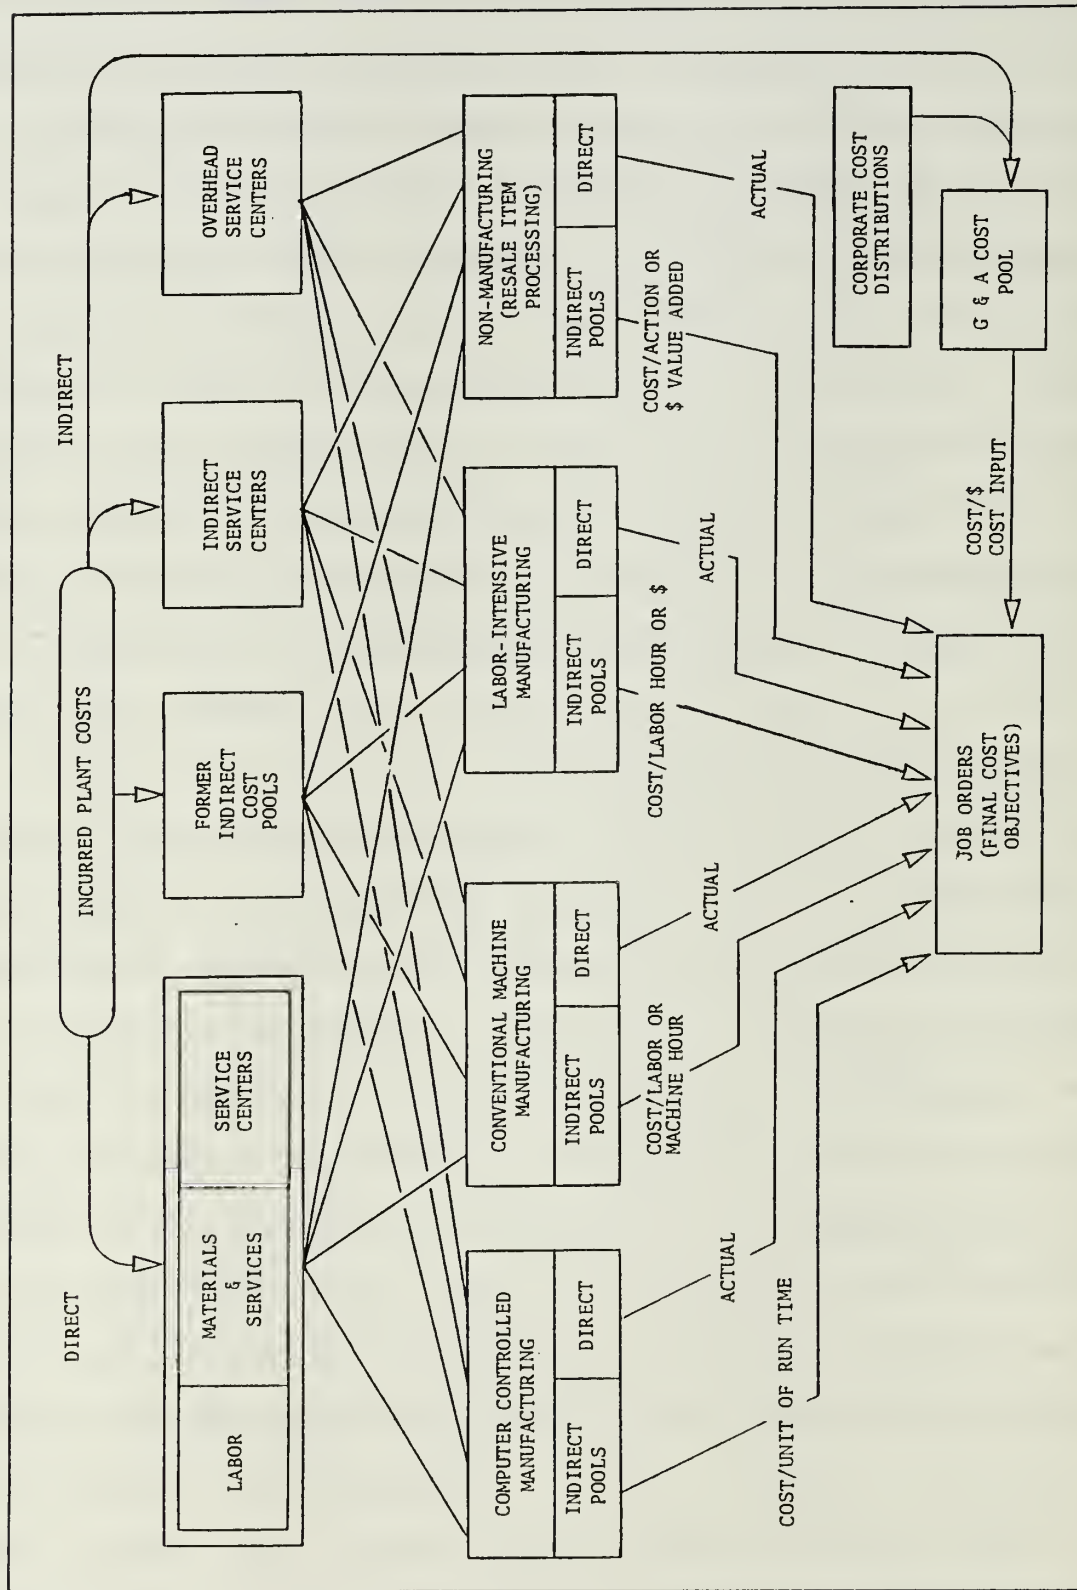 INCURRED PLANT COSTS
DIRECT
INDIRECT
LABOR
MATERIALS
&
SERVICES
SERVICE
CENTERS
FORMER
INDIRECT
COST
POOLS
INDIRECT
SERVICE
CENTERS
OVERHEAD
SERVICE
CENTERS
COMPUTER CONTROLLED
MANUFACTURING
INDIRECT
POOLS
DIRECT
CONVENTIONAL MACHINE
MANUFACTURING
INDIRECT
POOLS
DIRECT
LABOR-INTENSIVE
MANUFACTURING
INDIRECT
POOLS
DIRECT
NON-MANUFACTURING
(RESALE ITEM
PROCESSING)
INDIRECT
POOLS
DIRECT
COST/UNIT OF RUN TIME
ACTUAL
COST/LABOR OR
MACHINE HOUR
ACTUAL
COST/LABOR HOUR OR $
ACTUAL
COST/ACTION OR
$ VALUE ADDED
ACTUAL
CORPORATE COST
DISTRIBUTIONS
G & A COST
POOL
COST/$
COST INPUT
JOB ORDERS
(FINAL COST
OBJECTIVES)